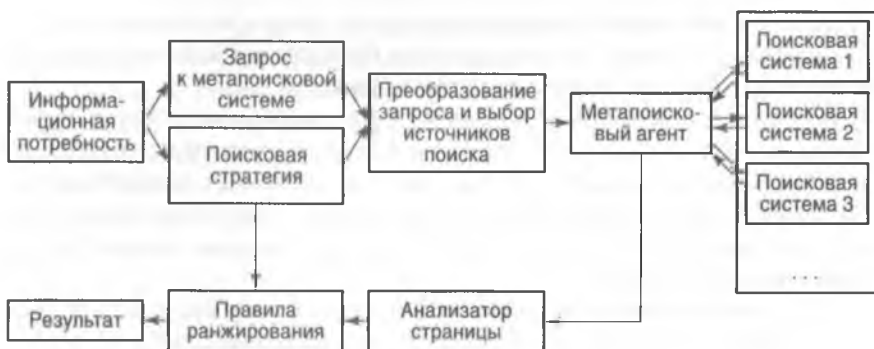 Информа-
ционная
потребность
Запрос
к метапоисковой
системе
Поисковая
стратегия
Преобразование
запроса и выбор
источников
поиска
Метапоиско-
вый агент
Поисковая
система 1
Поисковая
система 2
Поисковая
система 3
. . .
Результат
Правила
ранжирования
Анализатор
страницы